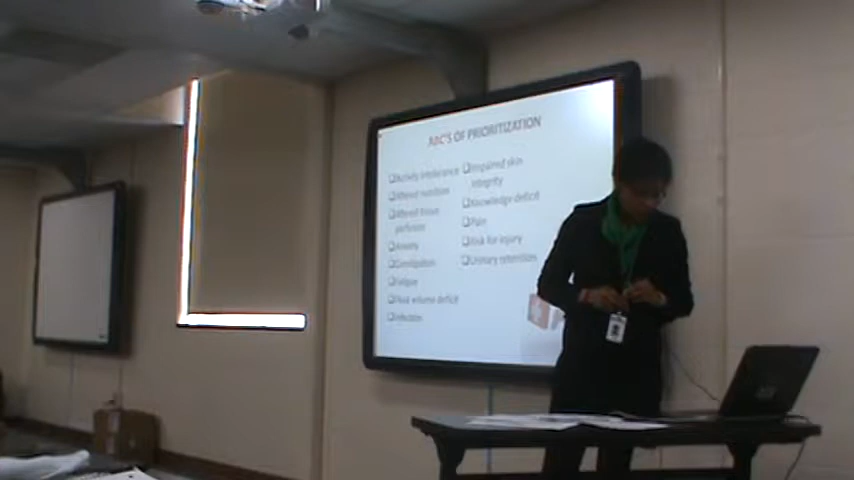 ABC'S OF PRIORITIZATION
❑Activity intolerance
❑Altered nutrition
❑Altered tissue
perfusion
❑Anxiety
❑Constipation
❑Fatigue
❑Fluid volume deficit
❑Infection
❑Impaired skin
integrity
❑Knowledge deficit
❑Pain
❑Risk for injury
❑Urinary retention